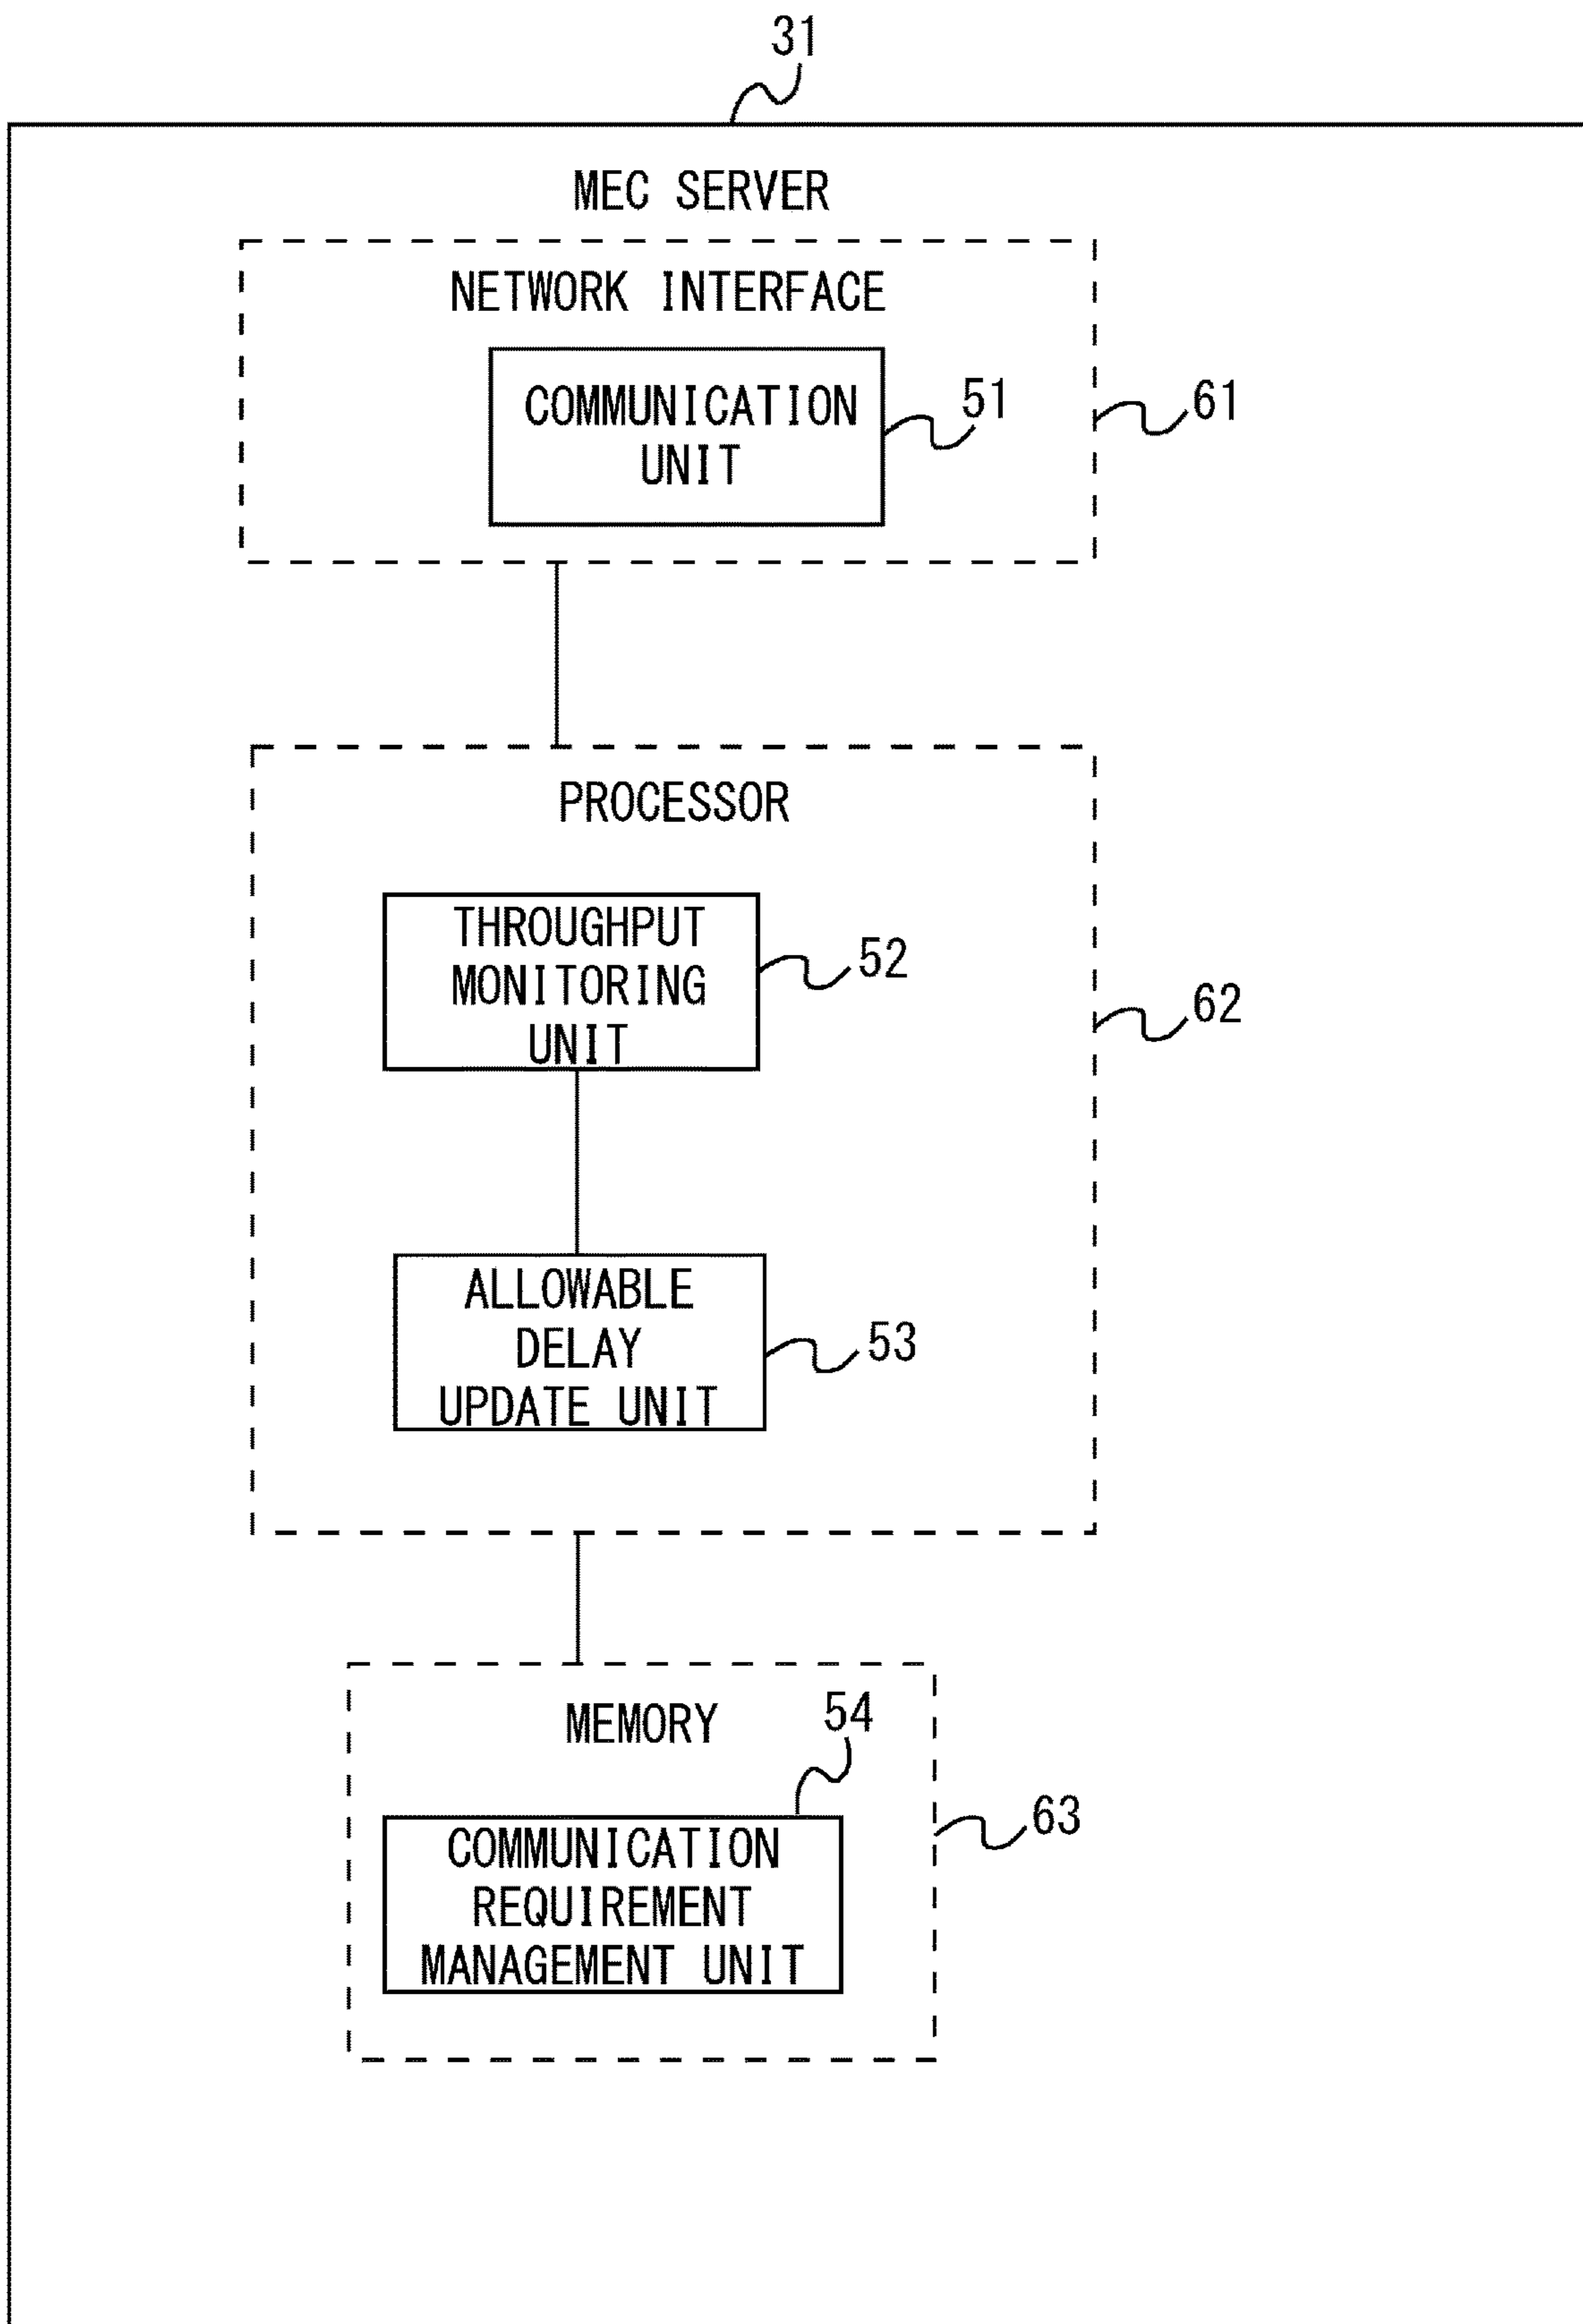 31
MEC SERVER
NETWORK INTERFACE
COMMUNICATION
UNIT
51
61
PROCESSOR
THROUGHPUT
MONITORING
UNIT
52
62
ALLOWABLE
DELAY
UPDATE UNIT
53
MEMORY
54
COMMUNICATION
REQUIREMENT
MANAGEMENT UNIT
63